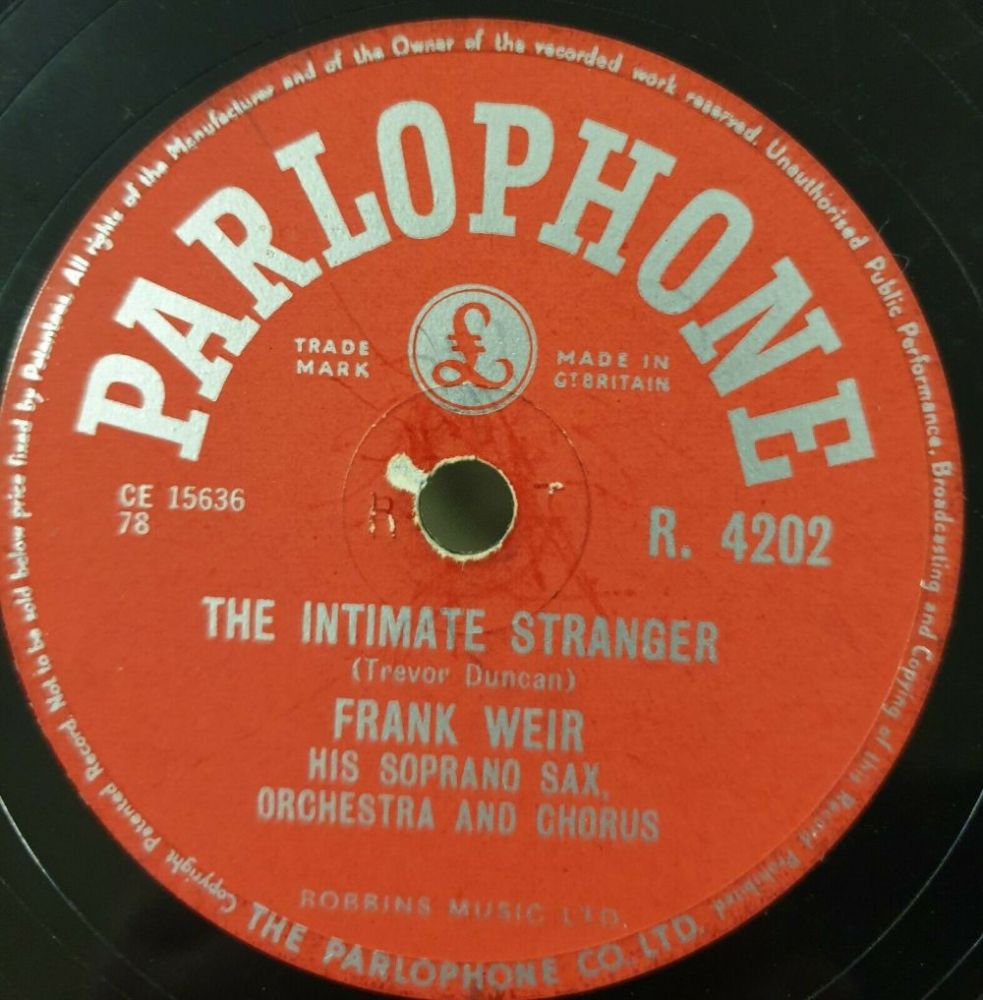 Copyright Patented Record. Not to be sold below price fixed by Patentees. All rights of the Manufacturer and of the Owner of the recorded work reserved. Unauthorised Public Performance, Broadcasting and Copying of this Record Prohibited
PARLOPHONE
TRADE MARK
£
MADE IN GT BRITAIN
CE 15636
78
R. 4202
THE INTIMATE STRANGER
(Trevor Duncan)
FRANK WEIR
HIS SOPRANO SAX,
ORCHESTRA AND CHORUS
ROBBINS MUSIC LTD.
THE PARLOPHONE CO. LTD.